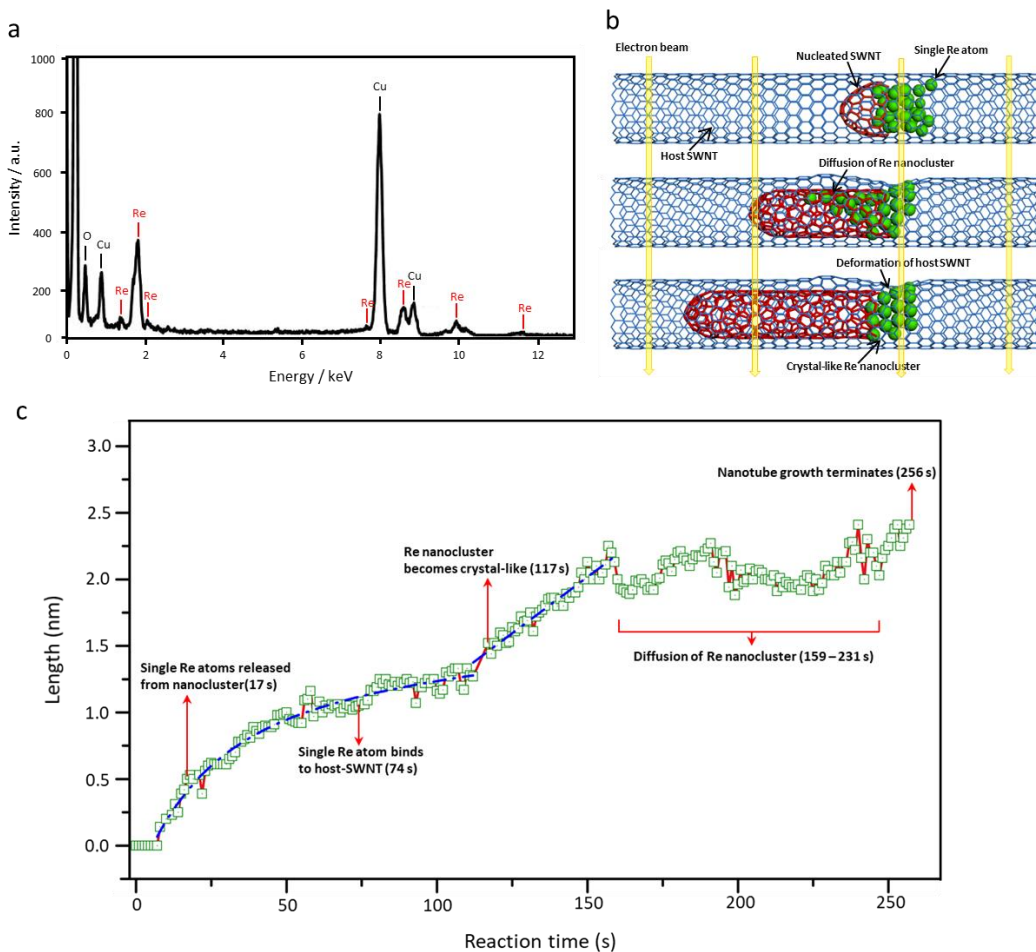 a
1000
800
600
400
200
0
Intensity / a.u.
O
Cu
Re
Re
Re
Cu
Re
Re
Cu
Re
Re
0
2
4
6
8
10
12
Energy / keV
b
Electron beam
Nucleated SWNT
Single Re atom
Host SWNT
Diffusion of Re nanocluster
Deformation of host SWNT
Crystal-like Re nanocluster
c
3.0
2.5
2.0
1.5
1.0
0.5
0.0
Length (nm)
Single Re atoms released
from nanocluster(17 s)
Single Re atom binds
to host-SWNT (74 s)
Re nanocluster
becomes crystal-like (117 s)
Diffusion of Re nanocluster (159–231 s)
Nanotube growth terminates (256 s)
0
50
100
150
200
250
Reaction time (s)